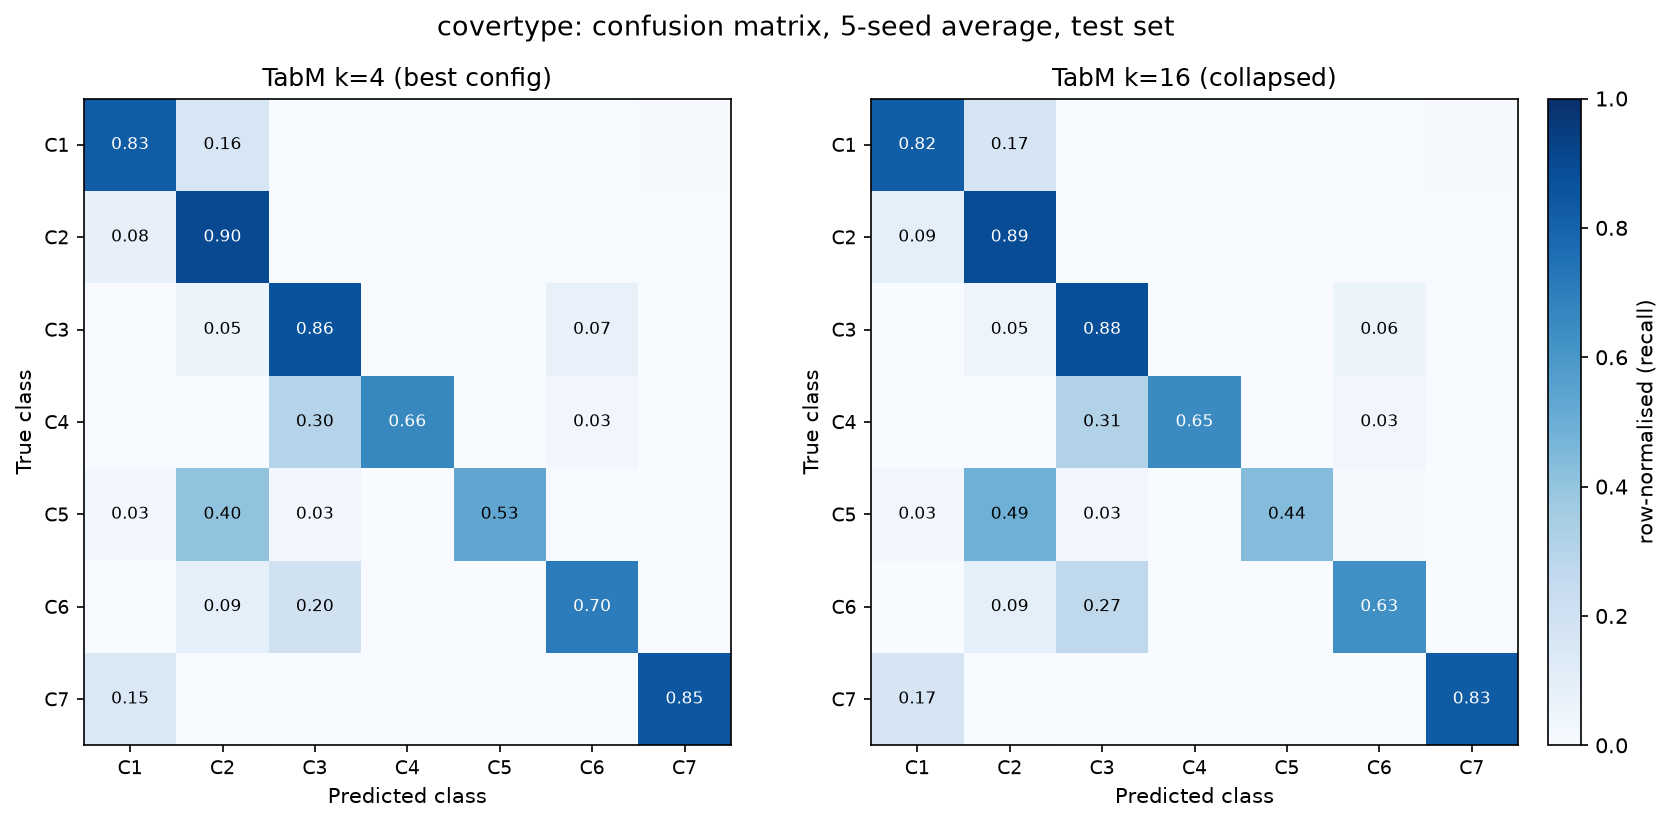 covertype: confusion matrix, 5-seed average, test set
TabM k=4 (best config)
True class
C1 0.83 0.16
C2 0.08 0.90
C3 0.05 0.86 0.07
C4 0.30 0.66 0.03
C5 0.03 0.40 0.03 0.53
C6 0.09 0.20 0.70
C7 0.15 0.85
C1 C2 C3 C4 C5 C6 C7
Predicted class
TabM k=16 (collapsed)
True class
C1 0.82 0.17
C2 0.09 0.89
C3 0.05 0.88 0.06
C4 0.31 0.65 0.03
C5 0.03 0.49 0.03 0.44
C6 0.09 0.27 0.63
C7 0.17 0.83
C1 C2 C3 C4 C5 C6 C7
Predicted class
1.0
0.8
0.6
0.4
0.2
0.0
row-normalised (recall)